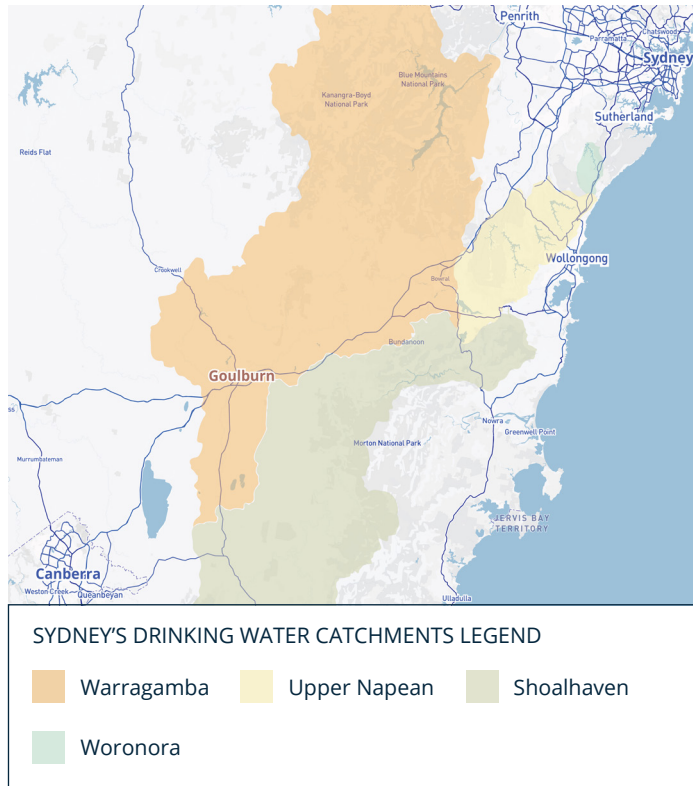 Penrith
Chatswood
Parramatta
Sydney
Blue Mountains
National Park
Kanangra-Boyd
National Park
Sutherland
Reids Flat
Wollongong
Crookwell
Bowral
Bundanoon
Goulburn
ss
Nowra
Greenwell Point
Morton National Park
Murrumbateman
JERVIS BAY
TERRITORY
Canberra
Weston Creek
Queanbeyan
Ulladulla
SYDNEY'S DRINKING WATER CATCHMENTS LEGEND
Warragamba
Upper Napean
Shoalhaven
Woronora